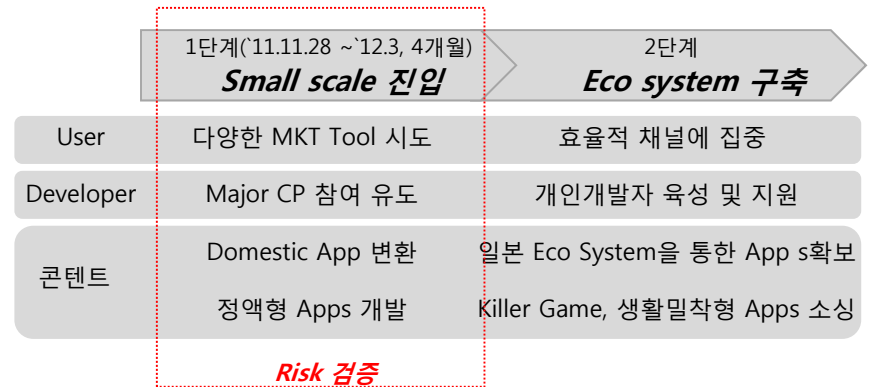 1단계(`11.11.28 ~`12.3, 4개월)
Small scale 진입
2단계
Eco system 구축
User
다양한 MKT Tool 시도
효율적 채널에 집중
Developer
Major CP 참여 유도
개인개발자 육성 및 지원
콘텐트
Domestic App 변환
일본 Eco System을 통한 App s확보
정액형 Apps 개발
Killer Game, 생활밀착형 Apps 소싱
Risk 검증